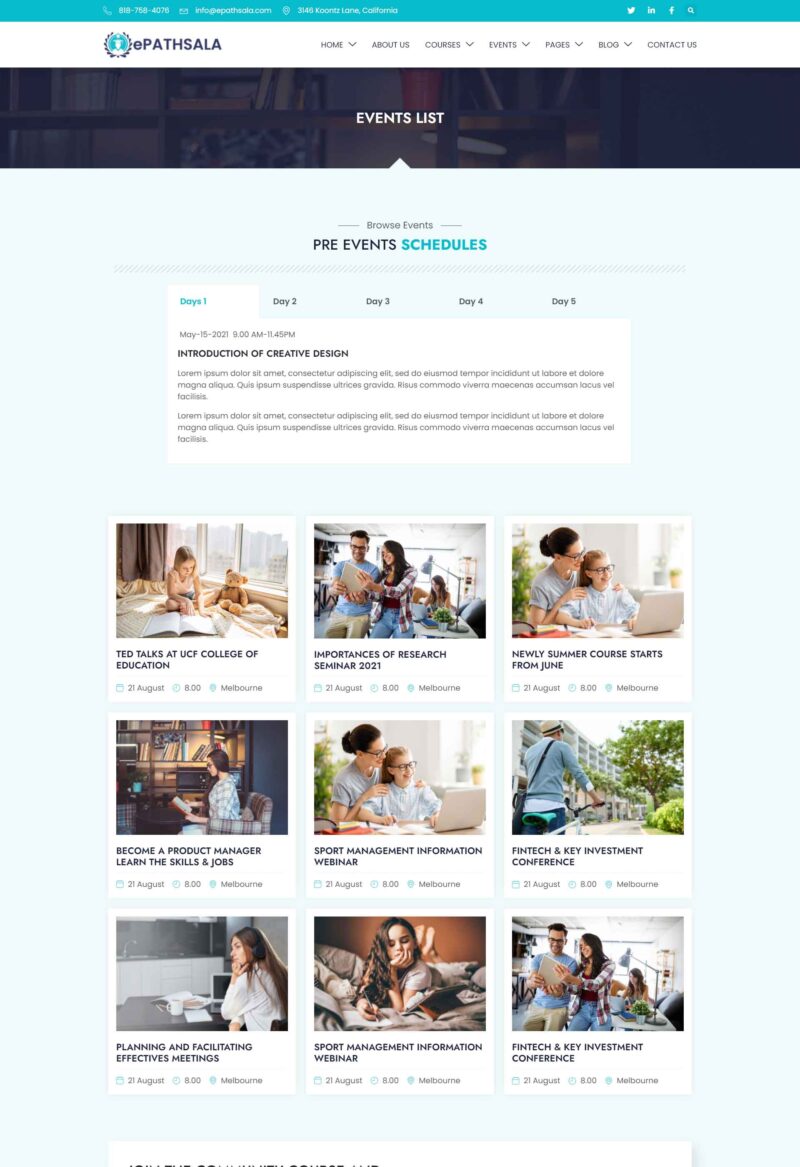 818-758-4076 info@epathsala.com 3146 Koontz Lane, California
ePATHSALA
HOME ABOUT US COURSES EVENTS PAGES BLOG CONTACT US
EVENTS LIST
Browse Events
PRE EVENTS SCHEDULES
Days 1 Day 2 Day 3 Day 4 Day 5
May-15-2021 9.00 AM-11.45PM
INTRODUCTION OF CREATIVE DESIGN
Lorem ipsum dolor sit amet, consectetur adipiscing elit, sed do eiusmod tempor incididunt ut labore et dolore
magna aliqua. Quis ipsum suspendisse ultrices gravida. Risus commodo viverra maecenas accumsan lacus vel
facilisis.
Lorem ipsum dolor sit amet, consectetur adipiscing elit, sed do eiusmod tempor incididunt ut labore et dolore
magna aliqua. Quis ipsum suspendisse ultrices gravida. Risus commodo viverra maecenas accumsan lacus vel
facilisis.
TED TALKS AT UCF COLLEGE OF
EDUCATION
21 August 8.00 Melbourne
IMPORTANCES OF RESEARCH
SEMINAR 2021
21 August 8.00 Melbourne
NEWLY SUMMER COURSE STARTS
FROM JUNE
21 August 8.00 Melbourne
BECOME A PRODUCT MANAGER
LEARN THE SKILLS & JOBS
21 August 8.00 Melbourne
SPORT MANAGEMENT INFORMATION
WEBINAR
21 August 8.00 Melbourne
FINTECH & KEY INVESTMENT
CONFERENCE
21 August 8.00 Melbourne
PLANNING AND FACILITATING
EFFECTIVES MEETINGS
21 August 8.00 Melbourne
SPORT MANAGEMENT INFORMATION
WEBINAR
21 August 8.00 Melbourne
FINTECH & KEY INVESTMENT
CONFERENCE
21 August 8.00 Melbourne
JOIN THE COMMUNITY COURSE AND